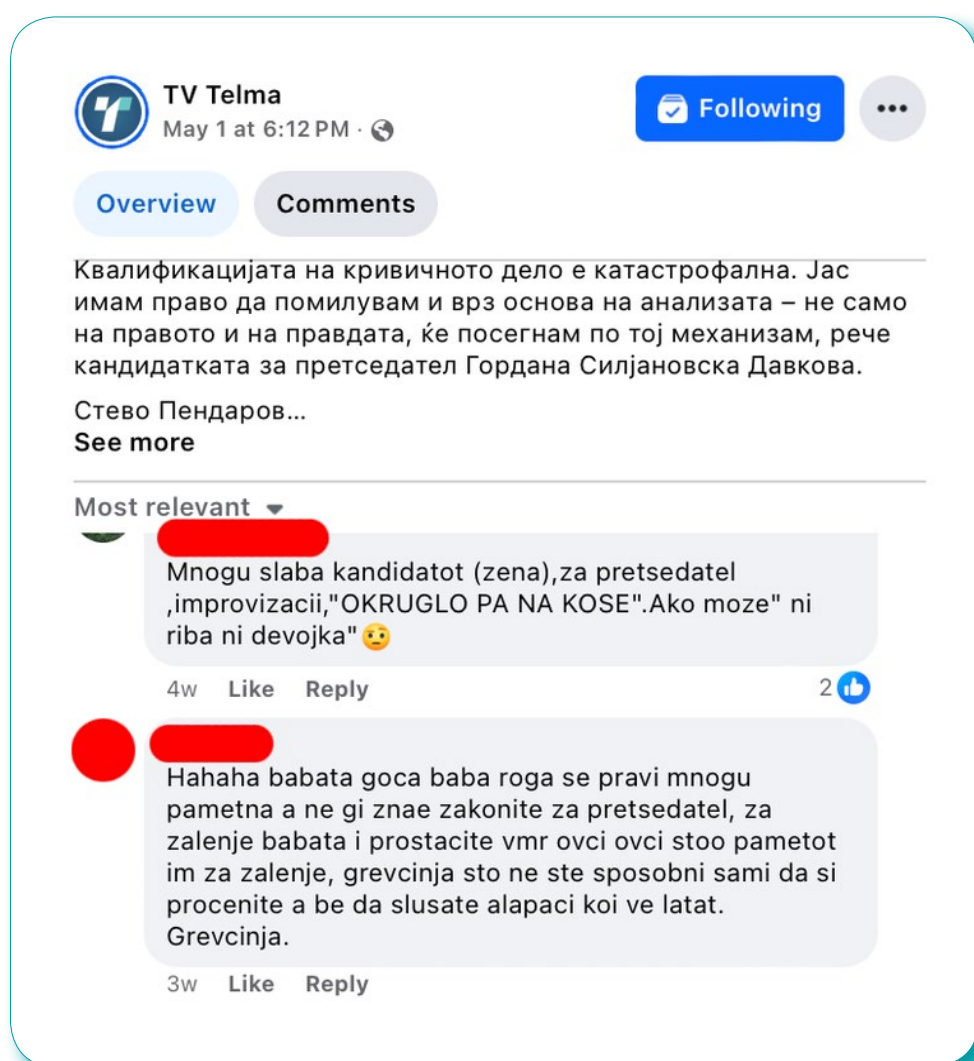 TV Telma
May 1 at 6:12 PM ·
Following
Overview
Comments
Квалификацијата на кривичното дело е катастрофална. Јас
имам право да помилувам и врз основа на анализата – не само
на правото и на правдата, ќе посегнам по тој механизам, рече
кандидатката за претседател Гордана Силјановска Давкова.
Стево Пендаров...
See more
Most relevant
Mnogu slaba kandidatot (zena),za pretsedatel
,improvizacii,"OKRUGLO PA NA KOSE".Ako moze" ni
riba ni devojka"🤨
4w Like Reply 2
Hahaha babata goca baba roga se pravi mnogu
pametna a ne gi znae zakonite za pretsedatel, za
zalenje babata i prostacite vmr ovci ovci stoo pametot
im za zalenje, grevcinja sto ne ste sposobni sami da si
procenite a be da slusate alapaci koi ve latat.
Grevcinja.
3w Like Reply